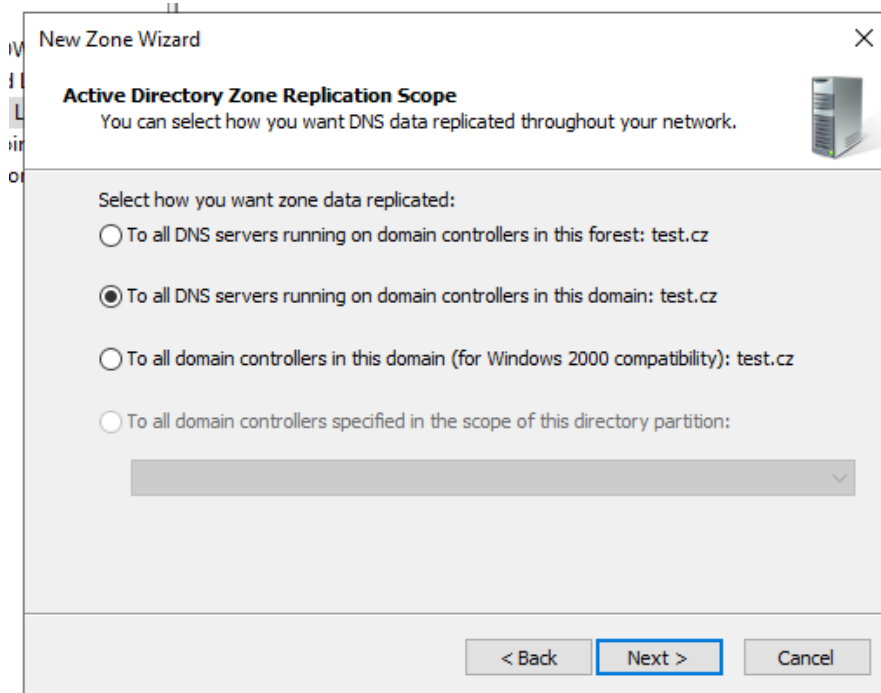 New Zone Wizard
Active Directory Zone Replication Scope
You can select how you want DNS data replicated throughout your network.
Select how you want zone data replicated:
To all DNS servers running on domain controllers in this forest: test.cz
To all DNS servers running on domain controllers in this domain: test.cz
To all domain controllers in this domain (for Windows 2000 compatibility): test.cz
To all domain controllers specified in the scope of this directory partition:
< Back
Next >
Cancel